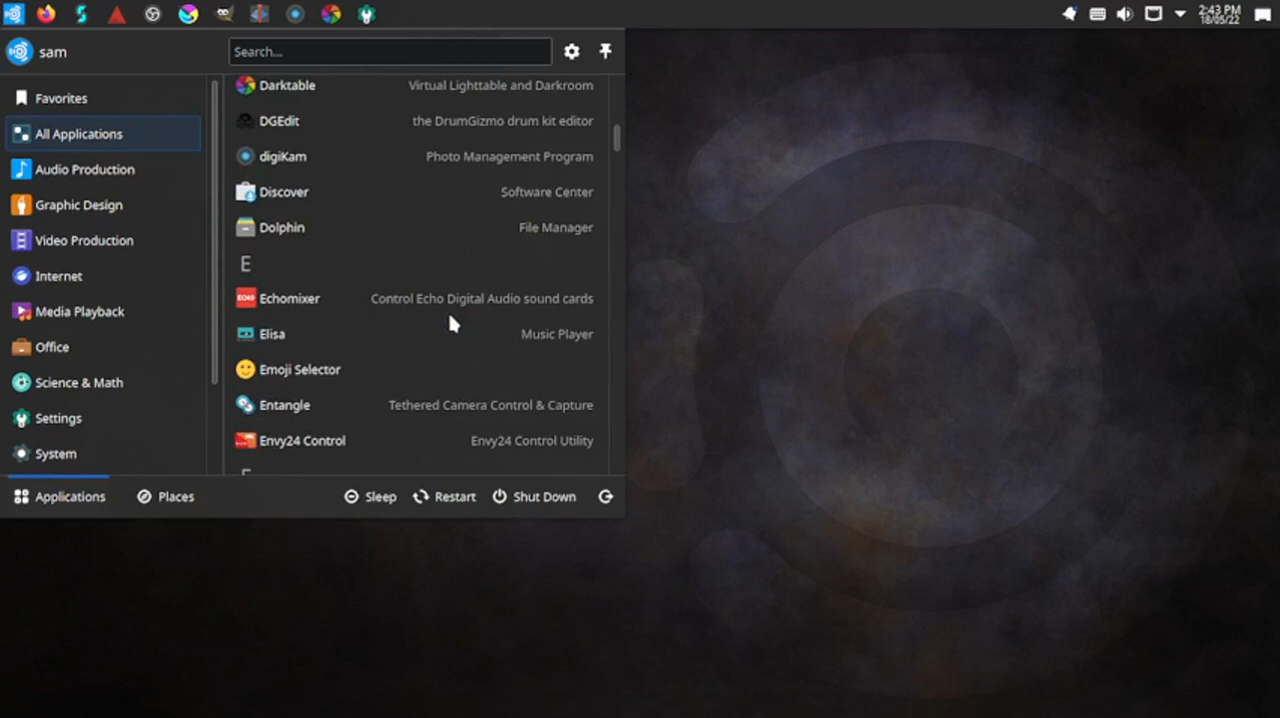 2:43 PM
18/05/22
sam
Search...
Favorites
All Applications
Audio Production
Graphic Design
Video Production
Internet
Media Playback
Office
Science & Math
Settings
System
Darktable Virtual Lighttable and Darkroom
DGEdit the DrumGizmo drum kit editor
digiKam Photo Management Program
Discover Software Center
Dolphin File Manager
E
Echomixer Control Echo Digital Audio sound cards
Elisa Music Player
Emoji Selector
Entangle Tethered Camera Control & Capture
Envy24 Control Envy24 Control Utility
Applications Places Sleep Restart Shut Down